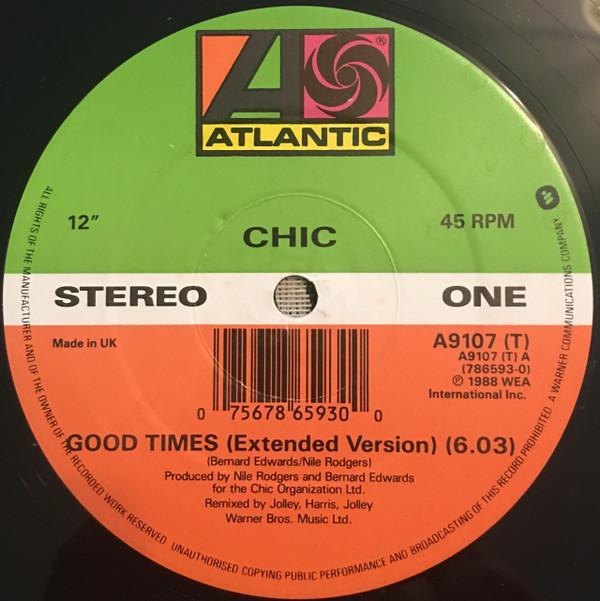 ATLANTIC
®
12"
CHIC
45 RPM
STEREO
ONE
Made in UK
A9107 (T)
A9107 (T) A
(786593-0)
℗ 1988 WEA
International Inc.
0 75678 65930 0
GOOD TIMES (Extended Version) (6.03)
(Bernard Edwards/Nile Rodgers)
Produced by Nile Rodgers and Bernard Edwards
for the Chic Organization Ltd.
Remixed by Jolley, Harris, Jolley
Warner Bros. Music Ltd.
ALL RIGHTS OF THE MANUFACTURER AND OF THE OWNER OF THE RECORDED WORK RESERVED UNAUTHORISED COPYING PUBLIC PERFORMANCE AND BROADCASTING OF THIS RECORD PROHIBITED A WARNER COMMUNICATIONS COMPANY